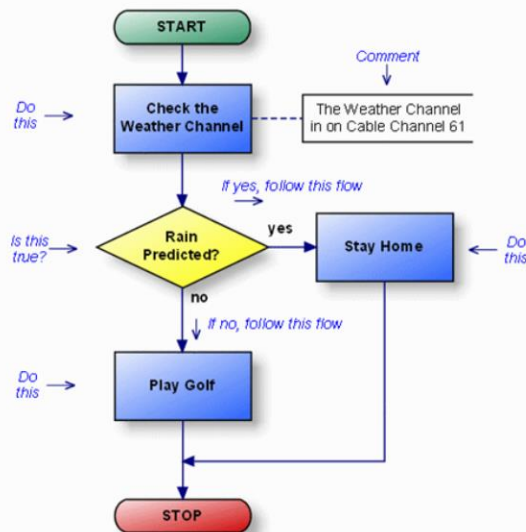 START
Comment
Do
this
Check the
Weather Channel
The Weather Channel
in on Cable Channel 61
If yes, follow this flow
Is this
true?
Rain
Predicted?
yes
Stay Home
Do
this
no
If no, follow this flow
Do
this
Play Golf
STOP